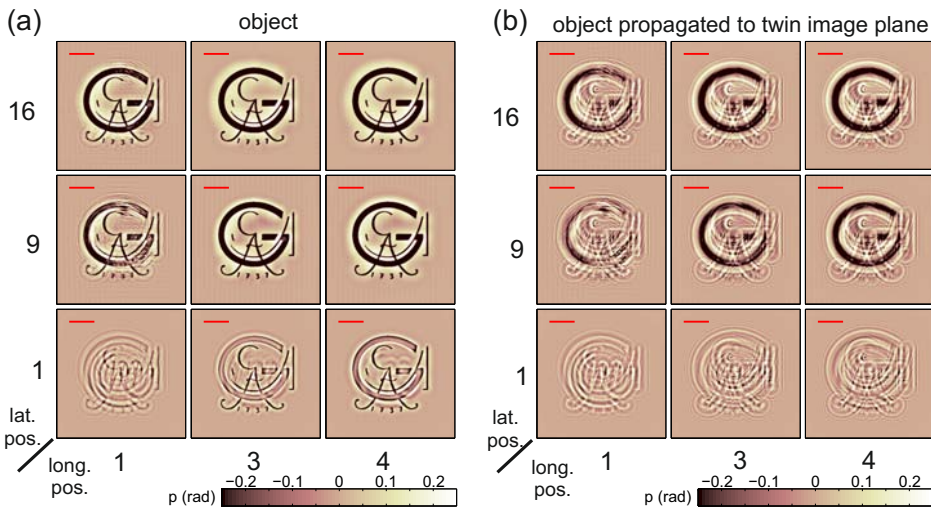 (a) object
16
9
1
lat. pos.
long. pos.
1 3 4
p (rad) −0.2 −0.1 0 0.1 0.2
(b) object propagated to twin image plane
16
9
1
lat. pos.
long. pos.
1 3 4
p (rad) −0.2 −0.1 0 0.1 0.2